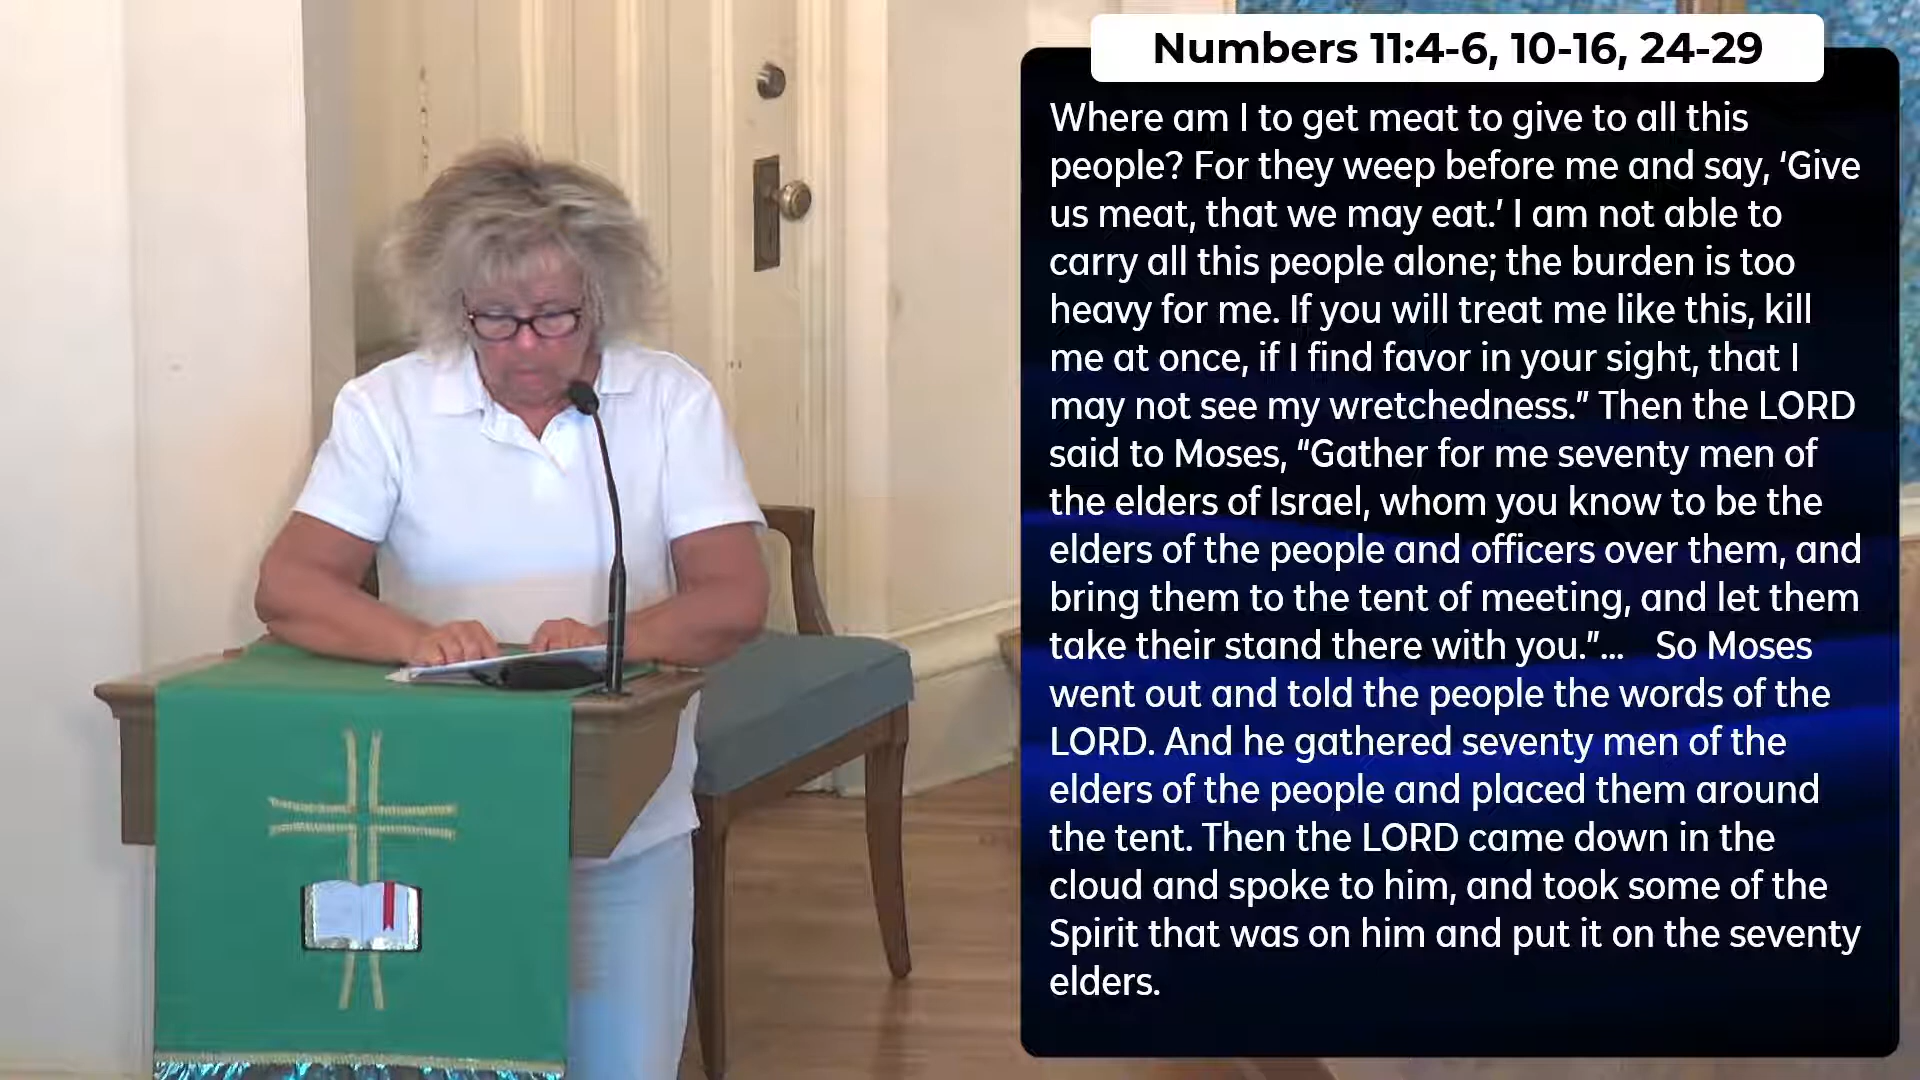 Numbers 11:4-6, 10-16, 24-29
Where am I to get meat to give to all this
people? For they weep before me and say, ‘Give
us meat, that we may eat.’ I am not able to
carry all this people alone; the burden is too
heavy for me. If you will treat me like this, kill
me at once, if I find favor in your sight, that I
may not see my wretchedness.” Then the LORD
said to Moses, “Gather for me seventy men of
the elders of Israel, whom you know to be the
elders of the people and officers over them, and
bring them to the tent of meeting, and let them
take their stand there with you.”... So Moses
went out and told the people the words of the
LORD. And he gathered seventy men of the
elders of the people and placed them around
the tent. Then the LORD came down in the
cloud and spoke to him, and took some of the
Spirit that was on him and put it on the seventy
elders.